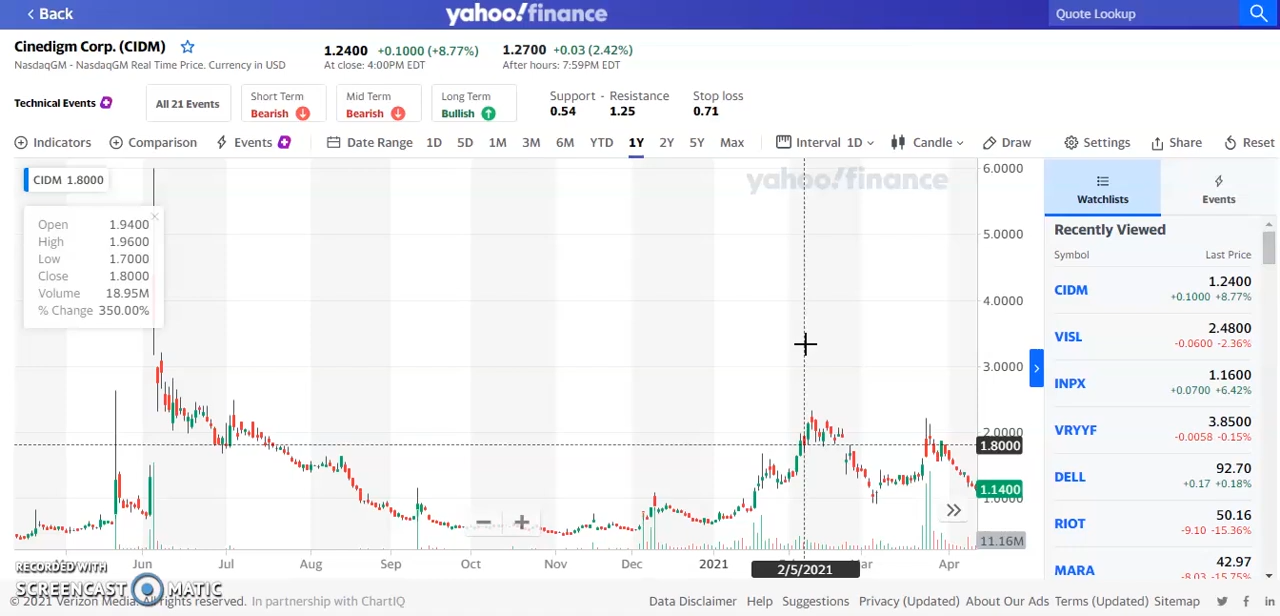 Back
yahoo!finance
Quote Lookup
Cinedigm Corp. (CIDM)
NasdaqGM - NasdaqGM Real Time Price. Currency in USD
1.2400 +0.1000 (+8.77%)
At close: 4:00PM EDT
1.2700 +0.03 (2.42%)
After hours: 7:59PM EDT
Technical Events
All 21 Events
Short Term
Bearish
Mid Term
Bearish
Long Term
Bullish
Support - Resistance
0.54 1.25
Stop loss
0.71
Indicators Comparison Events Date Range 1D 5D 1M 3M 6M YTD 1Y 2Y 5Y Max Interval 1D Candle Draw Settings Share Reset
CIDM 1.8000
Open 1.9400
High 1.9600
Low 1.7000
Close 1.8000
Volume 18.95M
% Change 350.00%
yahoo!finance
6.0000
5.0000
4.0000
3.0000
2.0000
1.8000
1.1400
1.0000
11.16M
Jun Jul Aug Sep Oct Nov Dec 2021 2/5/2021 Mar Apr
Watchlists
Events
Recently Viewed
Symbol Last Price
CIDM 1.2400
+0.1000 +8.77%
VISL 2.4800
-0.0600 -2.36%
INPX 1.1600
+0.0700 +6.42%
VRYYF 3.8500
-0.0058 -0.15%
DELL 92.70
+0.17 +0.18%
RIOT 50.16
-9.10 -15.36%
MARA 42.97
-8.03 -15.75%
RECORDED WITH
SCREENCAST MATIC
© 2021 Verizon Media. All rights reserved. In partnership with ChartIQ
Data Disclaimer Help Suggestions Privacy (Updated) About Our Ads Terms (Updated) Sitemap